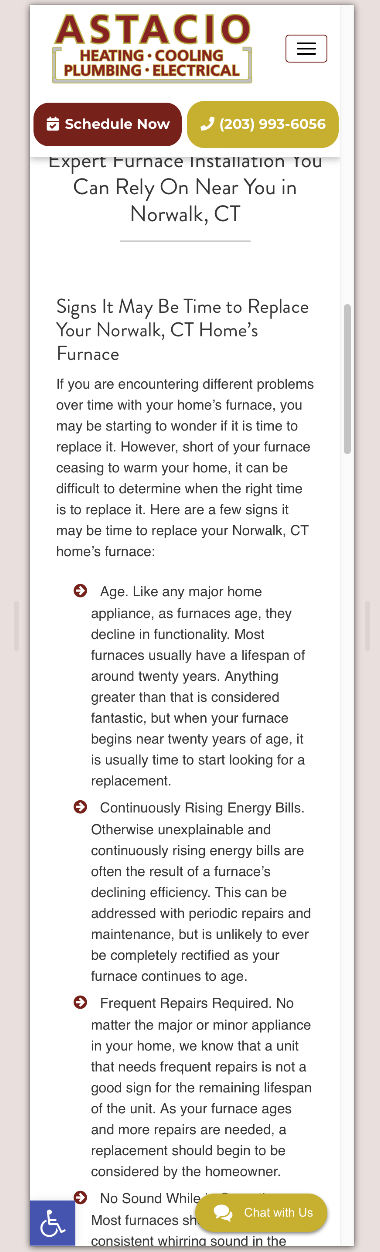 ASTACIO
HEATING · COOLING
PLUMBING · ELECTRICAL
Schedule Now
(203) 993-6056
Expert Furnace Installation You
Can Rely On Near You in
Norwalk, CT
Signs It May Be Time to Replace
Your Norwalk, CT Home's
Furnace
If you are encountering different problems
over time with your home's furnace, you
may be starting to wonder if it is time to
replace it. However, short of your furnace
ceasing to warm your home, it can be
difficult to determine when the right time
is to replace it. Here are a few signs it
may be time to replace your Norwalk, CT
home's furnace:
Age. Like any major home
appliance, as furnaces age, they
decline in functionality. Most
furnaces usually have a lifespan of
around twenty years. Anything
greater than that is considered
fantastic, but when your furnace
begins near twenty years of age, it
is usually time to start looking for a
replacement.
Continuously Rising Energy Bills.
Otherwise unexplainable and
continuously rising energy bills are
often the result of a furnace's
declining efficiency. This can be
addressed with periodic repairs and
maintenance, but is unlikely to ever
be completely rectified as your
furnace continues to age.
Frequent Repairs Required. No
matter the major or minor appliance
in your home, we know that a unit
that needs frequent repairs is not a
good sign for the remaining lifespan
of the unit. As your furnace ages
and more repairs are needed, a
replacement should begin to be
considered by the homeowner.
No Sound While
Most furnaces
Chat with Us
consistent whirring sound in the